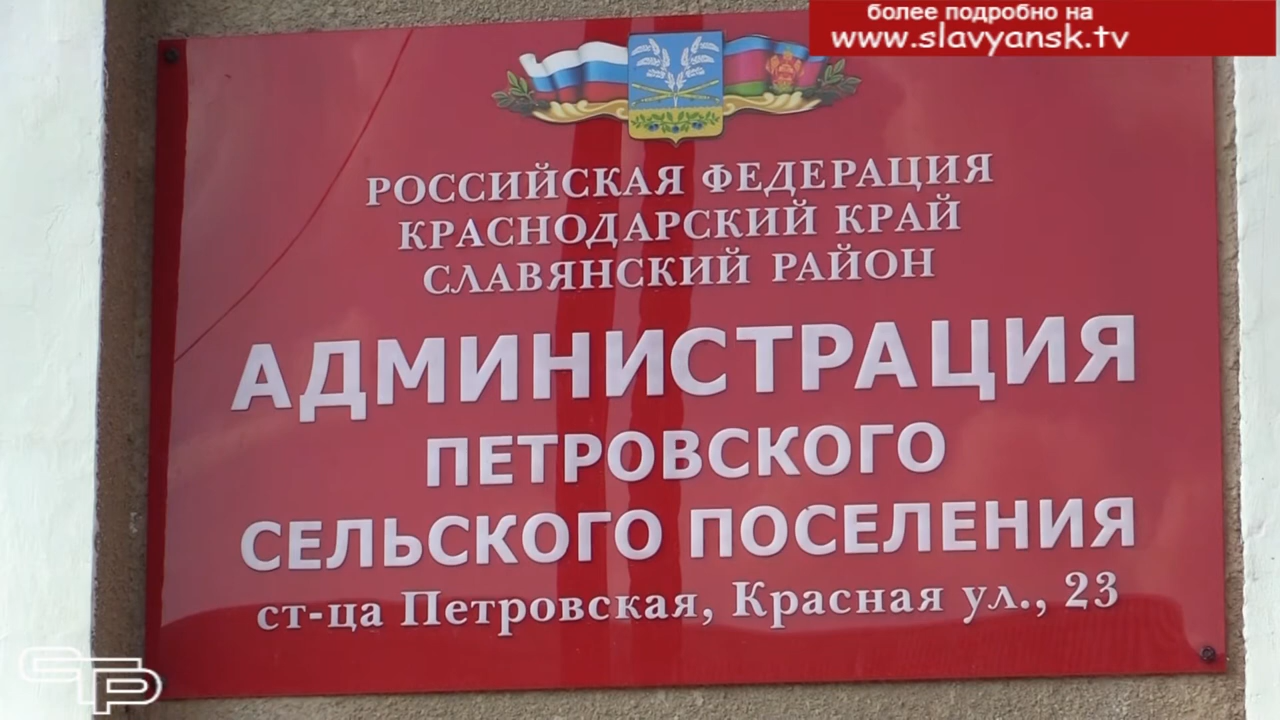 более подробно на
www.slavyansk.tv
РОССИЙСКАЯ ФЕДЕРАЦИЯ
КРАСНОДАРСКИЙ КРАЙ
СЛАВЯНСКИЙ РАЙОН
АДМИНИСТРАЦИЯ
ПЕТРОВСКОГО
СЕЛЬСКОГО ПОСЕЛЕНИЯ
ст-ца Петровская, Красная ул., 23
СТР